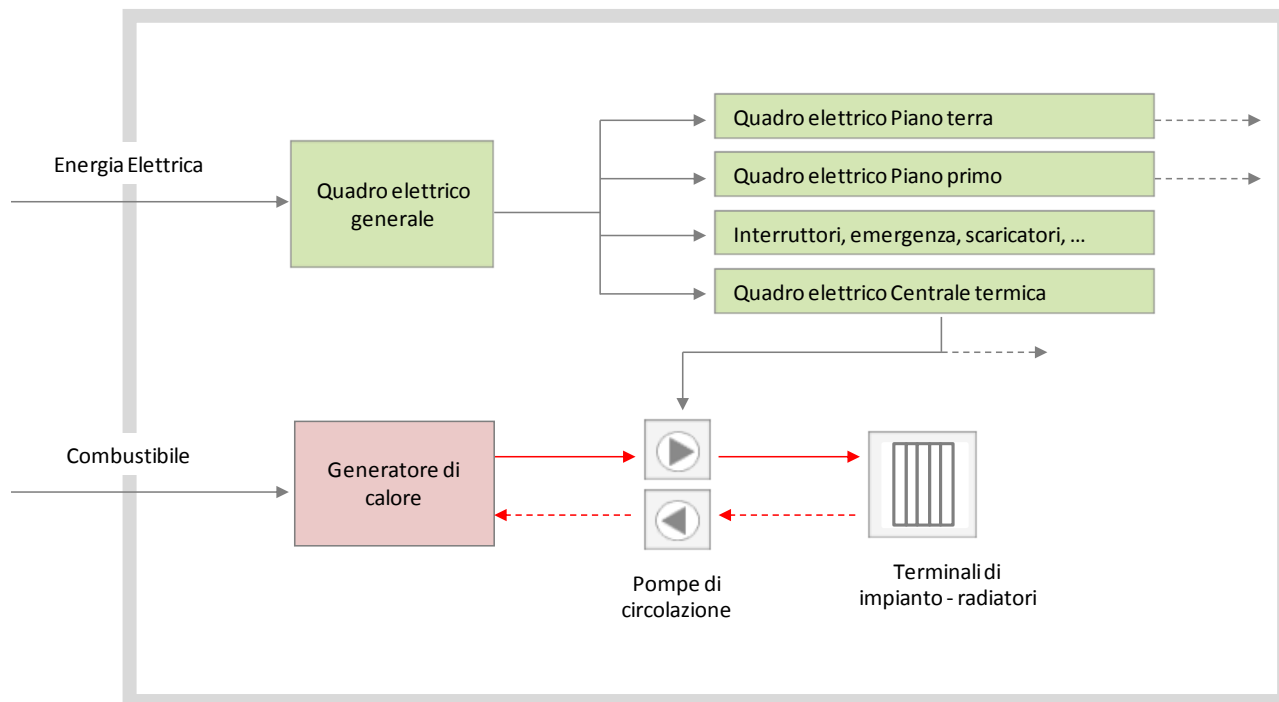 Energia Elettrica
Quadro elettrico
generale
Quadro elettrico Piano terra
Quadro elettrico Piano primo
Interruttori, emergenza, scaricatori, ...
Quadro elettrico Centrale termica
Combustibile
Generatore di
calore
Pompe di
circolazione
Terminali di
impianto - radiatori